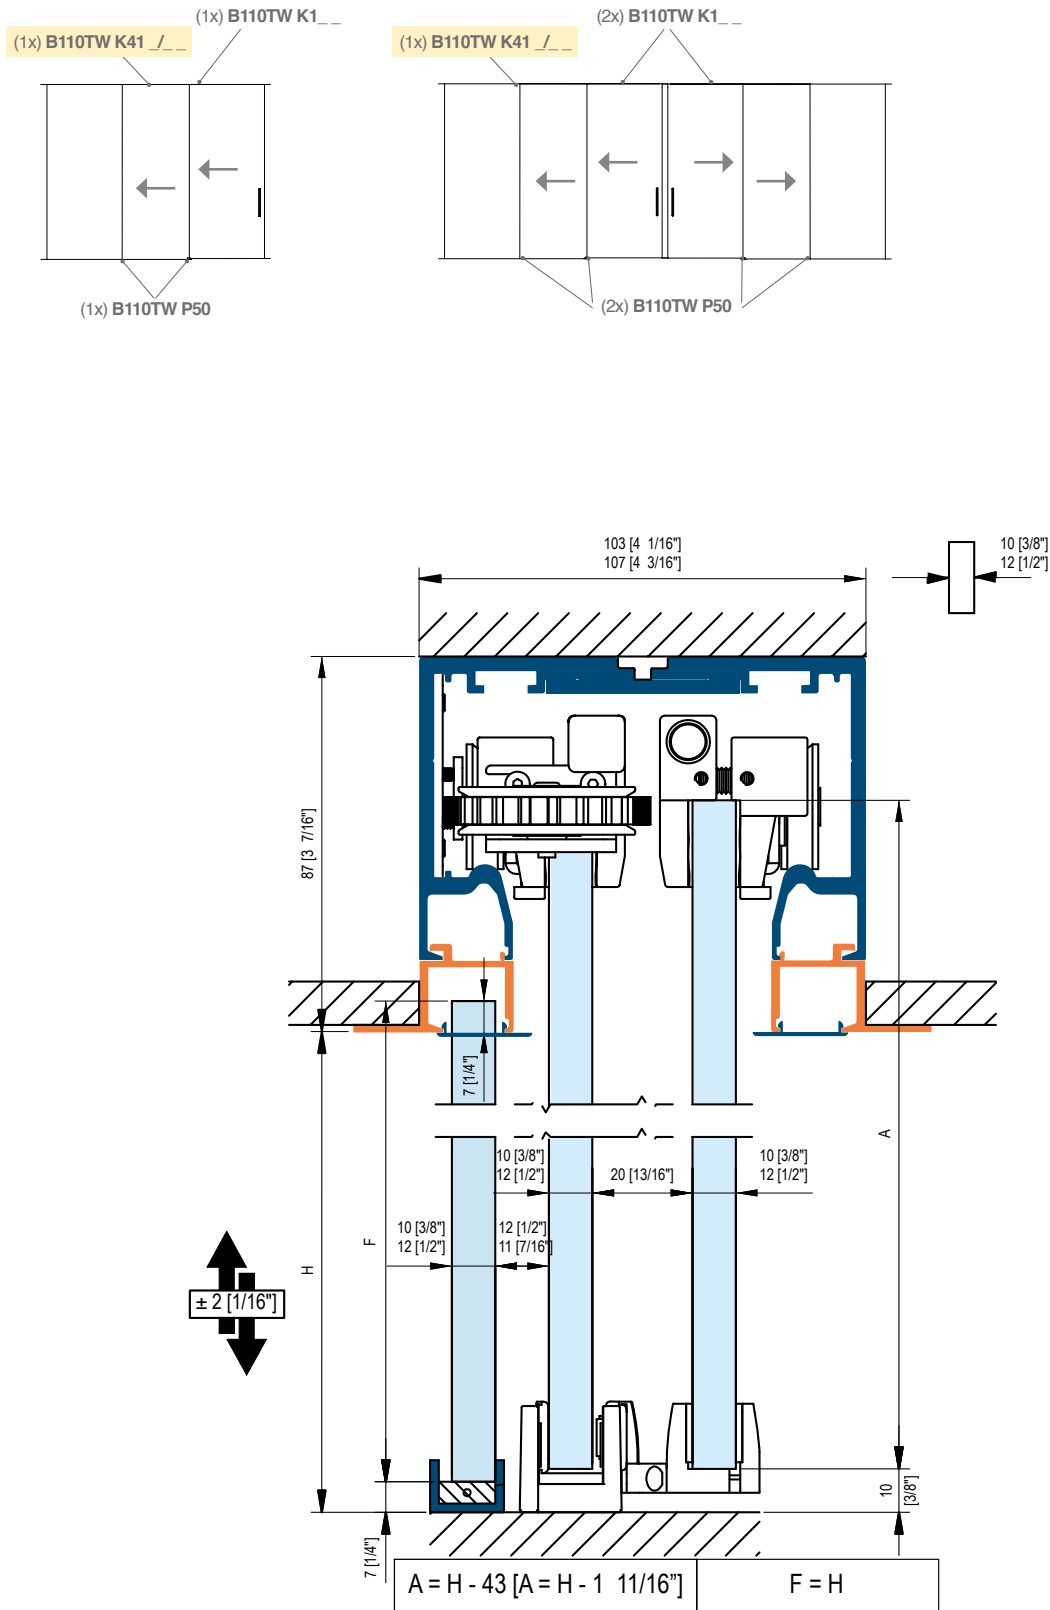 (1x) B110TW K1_ _
(2x) B110TW K1_ _
(1x) B110TW K41 _/_ _
(1x) B110TW K41 _/_ _
(1x) B110TW P50
(2x) B110TW P50
103 [4 1/16"]
107 [4 3/16"]
10 [3/8"]
12 [1/2"]
87 [3 7/16"]
7 [1/4"]
A
10 [3/8"]
12 [1/2"]
20 [13/16"]
10 [3/8"]
12 [1/2"]
10 [3/8"]
12 [1/2"]
12 [1/2"]
11 [7/16"]
F
H
± 2 [1/16"]
10
[3/8"]
7 [1/4"]
A = H - 43 [A = H - 1 11/16”]
F = H